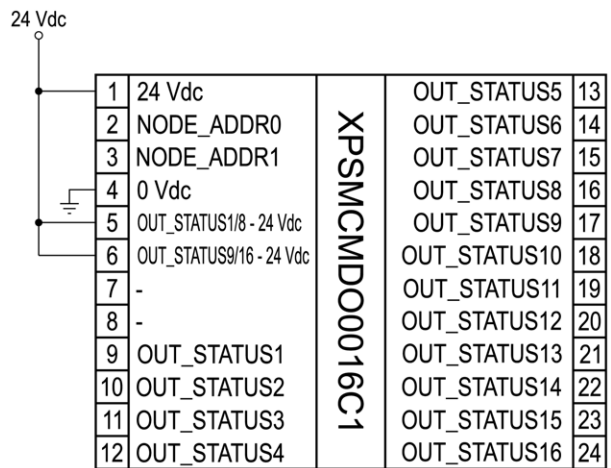 24 Vdc
1 24 Vdc
2 NODE_ADDR0
3 NODE_ADDR1
4 0 Vdc
5 OUT_STATUS1/8 - 24 Vdc
6 OUT_STATUS9/16 - 24 Vdc
7 -
8 -
9 OUT_STATUS1
10 OUT_STATUS2
11 OUT_STATUS3
12 OUT_STATUS4
XPSMCMDO0016C1
OUT_STATUS5 13
OUT_STATUS6 14
OUT_STATUS7 15
OUT_STATUS8 16
OUT_STATUS9 17
OUT_STATUS10 18
OUT_STATUS11 19
OUT_STATUS12 20
OUT_STATUS13 21
OUT_STATUS14 22
OUT_STATUS15 23
OUT_STATUS16 24